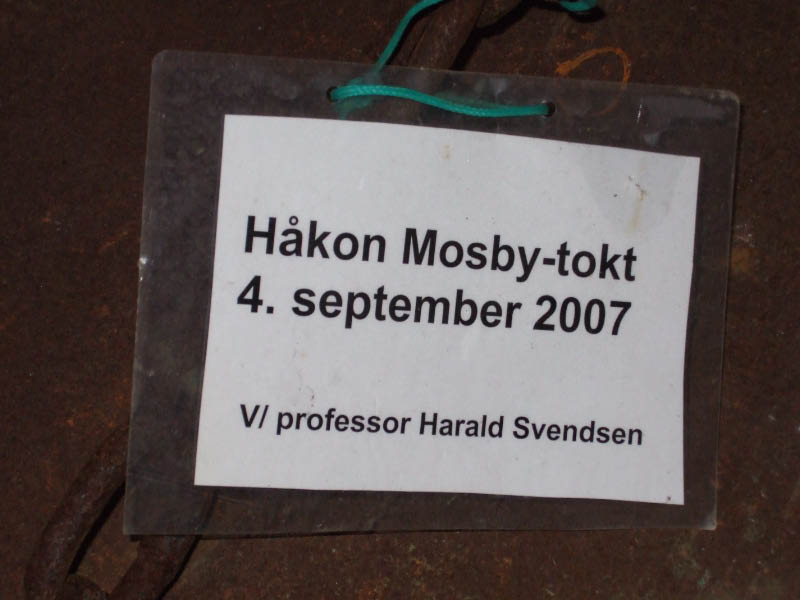 Håkon Mosby-tokt
4. september 2007
V/ professor Harald Svendsen